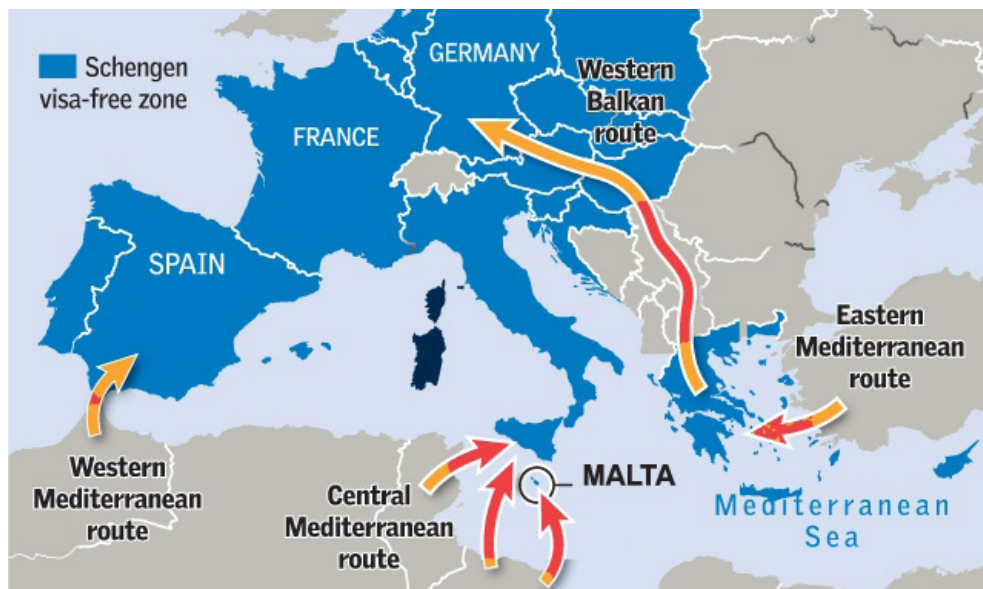 Schengen
visa-free zone
GERMANY
FRANCE
SPAIN
Western
Balkan
route
Eastern
Mediterranean
route
Western
Mediterranean
route
Central
Mediterranean
route
MALTA
Mediterranean
Sea